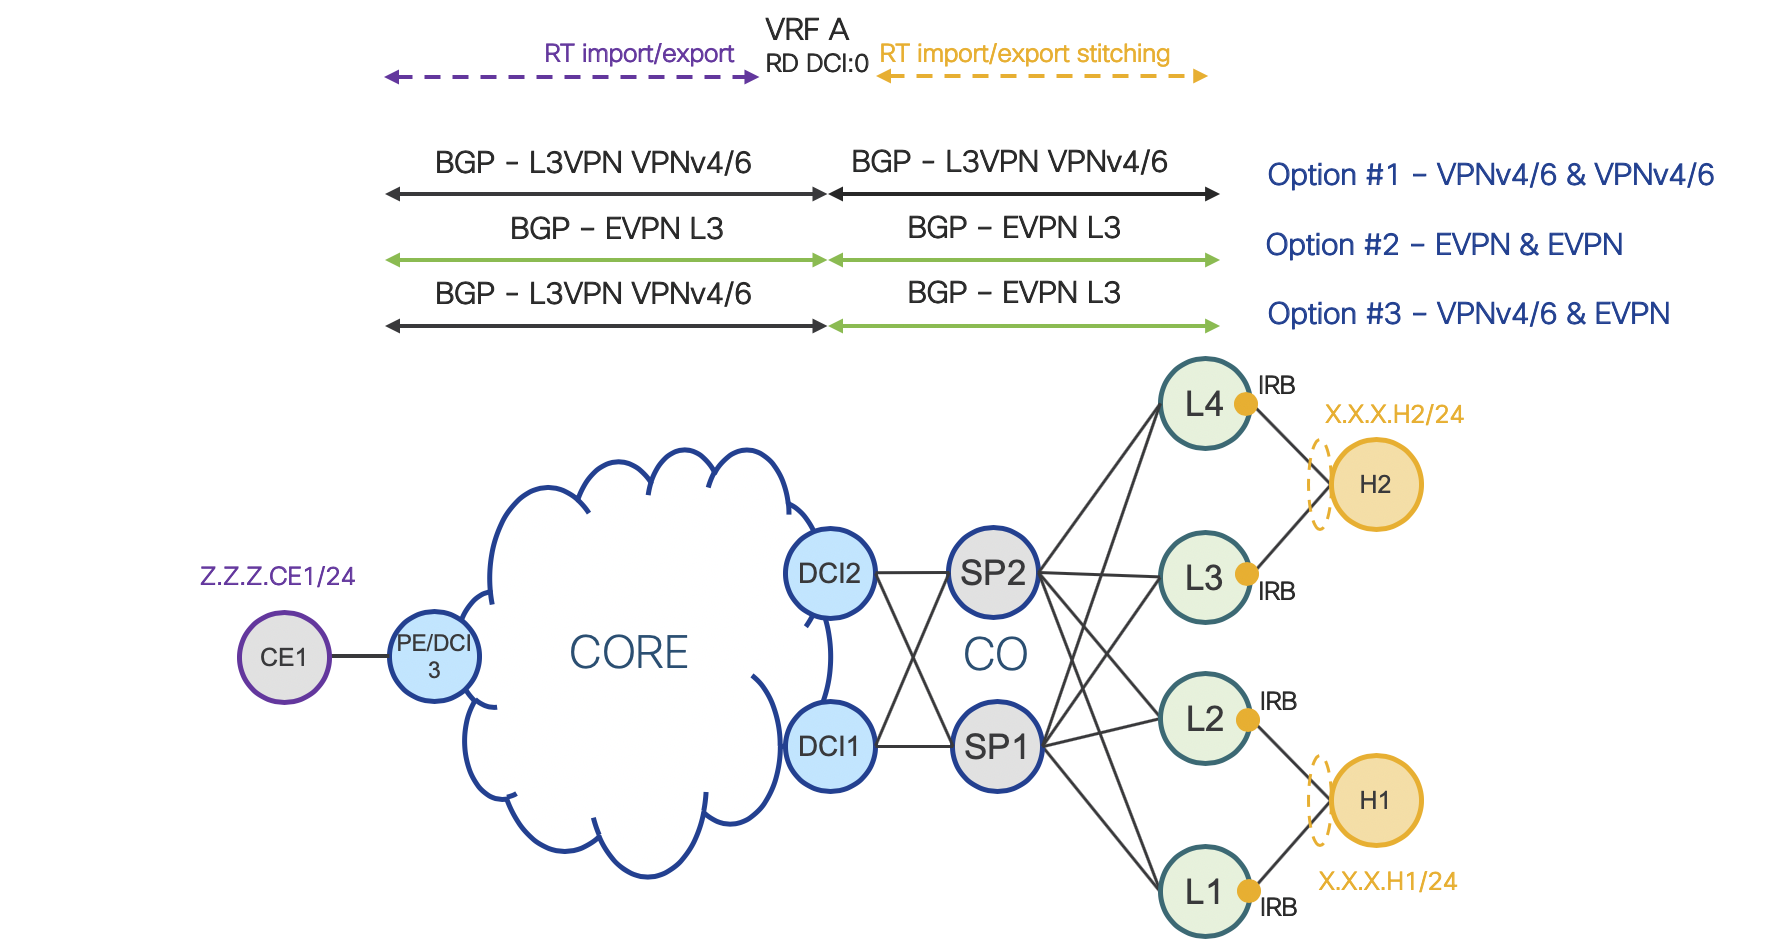 VRF A
RT import/export
RD DCI:0
RT import/export stitching
BGP – L3VPN VPNv4/6
BGP – L3VPN VPNv4/6
Option #1 – VPNv4/6 & VPNv4/6
BGP – EVPN L3
BGP – EVPN L3
Option #2 – EVPN & EVPN
BGP – L3VPN VPNv4/6
BGP – EVPN L3
Option #3 – VPNv4/6 & EVPN
L4
IRB
X.X.X.H2/24
H2
Z.Z.Z.CE1/24
CE1
PE/DCI
3
CORE
DCI2
SP2
L3
IRB
CO
DCI1
SP1
L2
IRB
H1
X.X.X.H1/24
L1
IRB